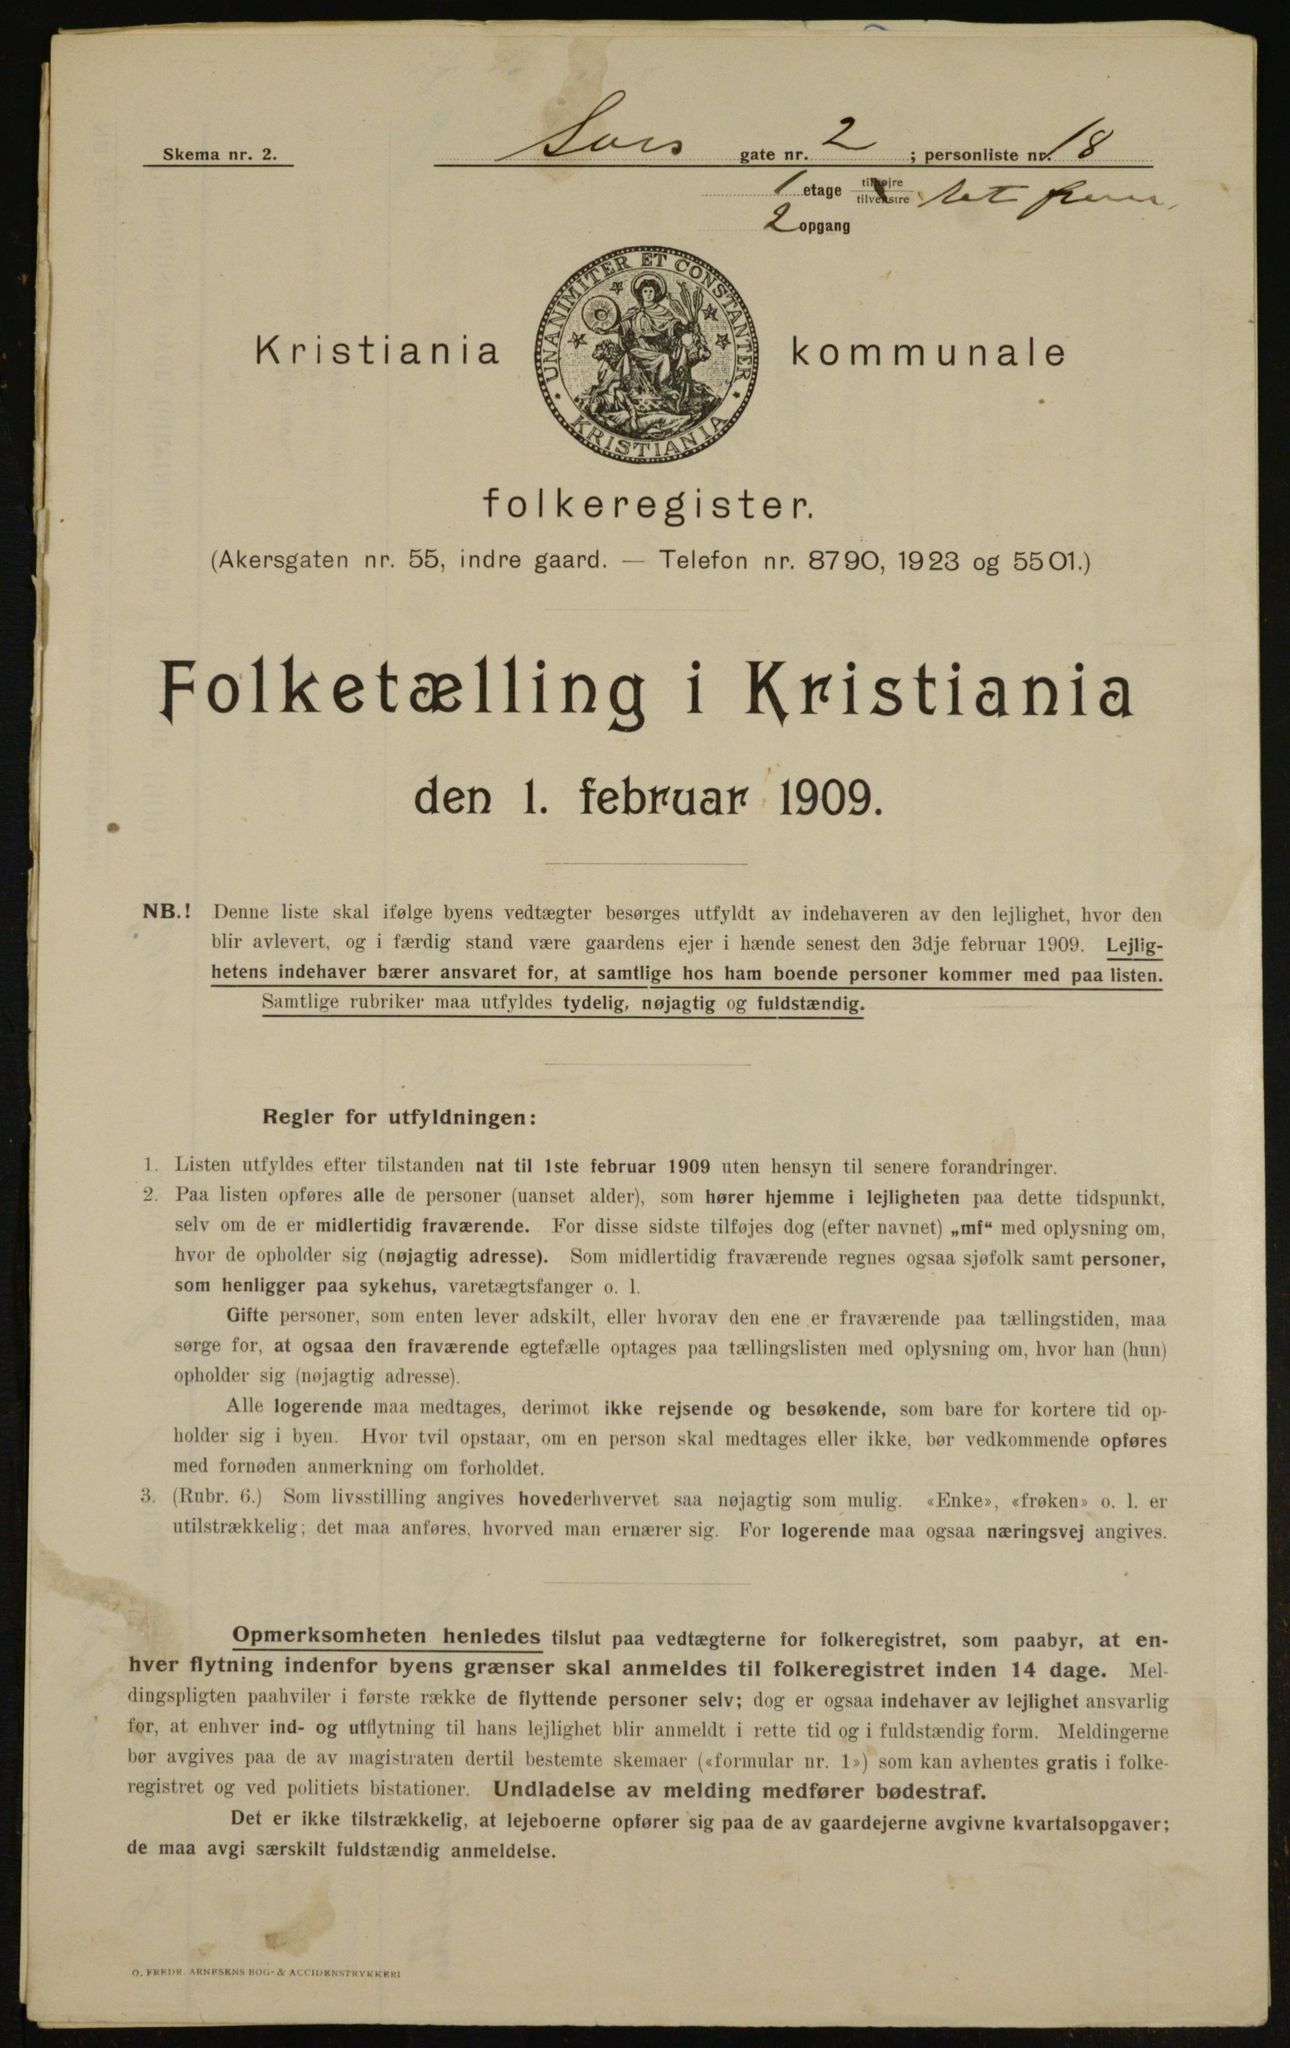 Skema nr. 2. Sars gate nr. 2 ; personliste nr. 18
1 etage tilhøjre
tilvenstre ret frem.
2 opgang
UNANIMITER ET CONSTANTER
KRISTIANIA
Kristiania kommunale
folkeregister.
(Akersgaten nr. 55, indre gaard. — Telefon nr. 8790, 1923 og 5501.)
Folketælling i Kristiania
den 1. februar 1909.
NB.! Denne liste skal ifølge byens vedtægter besørges utfyldt av indehaveren av den lejlighet, hvor den
blir avlevert, og i færdig stand være gaardens ejer i hænde senest den 3dje februar 1909. Lejlig-
hetens indehaver bærer ansvaret for, at samtlige hos ham boende personer kommer med paa listen.
Samtlige rubriker maa utfyldes tydelig, nøjagtig og fuldstændig.
Regler for utfyldningen:
1. Listen utfyldes efter tilstanden nat til 1ste februar 1909 uten hensyn til senere forandringer.
2. Paa listen opføres alle de personer (uanset alder), som hører hjemme i lejligheten paa dette tidspunkt,
selv om de er midlertidig fraværende. For disse sidste tilføjes dog (efter navnet) „mf“ med oplysning om,
hvor de opholder sig (nøjagtig adresse). Som midlertidig fraværende regnes ogsaa sjøfolk samt personer,
som henligger paa sykehus, varetægtsfanger o. l.
Gifte personer, som enten lever adskilt, eller hvorav den ene er fraværende paa tællingstiden, maa
sørge for, at ogsaa den fraværende egtefælle optages paa tællingslisten med oplysning om, hvor han (hun)
opholder sig (nøjagtig adresse).
Alle logerende maa medtages, derimot ikke rejsende og besøkende, som bare for kortere tid op-
holder sig i byen. Hvor tvil opstaar, om en person skal medtages eller ikke, bør vedkommende opføres
med fornøden anmerkning om forholdet.
3. (Rubr. 6.) Som livsstilling angives hovederhvervet saa nøjagtig som mulig. «Enke», «frøken» o. l. er
utilstrækkelig; det maa anføres, hvorved man ernærer sig. For logerende maa ogsaa næringsvej angives.
Opmerksomheten henledes tilslut paa vedtægterne for folkeregistret, som paabyr, at en-
hver flytning indenfor byens grænser skal anmeldes til folkeregistret inden 14 dage. Mel-
dingspligten paahviler i første række de flyttende personer selv; dog er ogsaa indehaver av lejlighet ansvarlig
for, at enhver ind- og utflytning til hans lejlighet blir anmeldt i rette tid og i fuldstændig form. Meldingerne
bør avgives paa de av magistraten dertil bestemte skemaer («formular nr. 1») som kan avhentes gratis i folke-
registret og ved politiets bistationer. Undladelse av melding medfører bødestraf.
Det er ikke tilstrækkelig, at lejeboerne opfører sig paa de av gaardejerne avgivne kvartalsopgaver;
de maa avgi særskilt fuldstændig anmeldelse.
O. FREDR. ARNESENS BOG- & ACCIDENSTRYKKERI